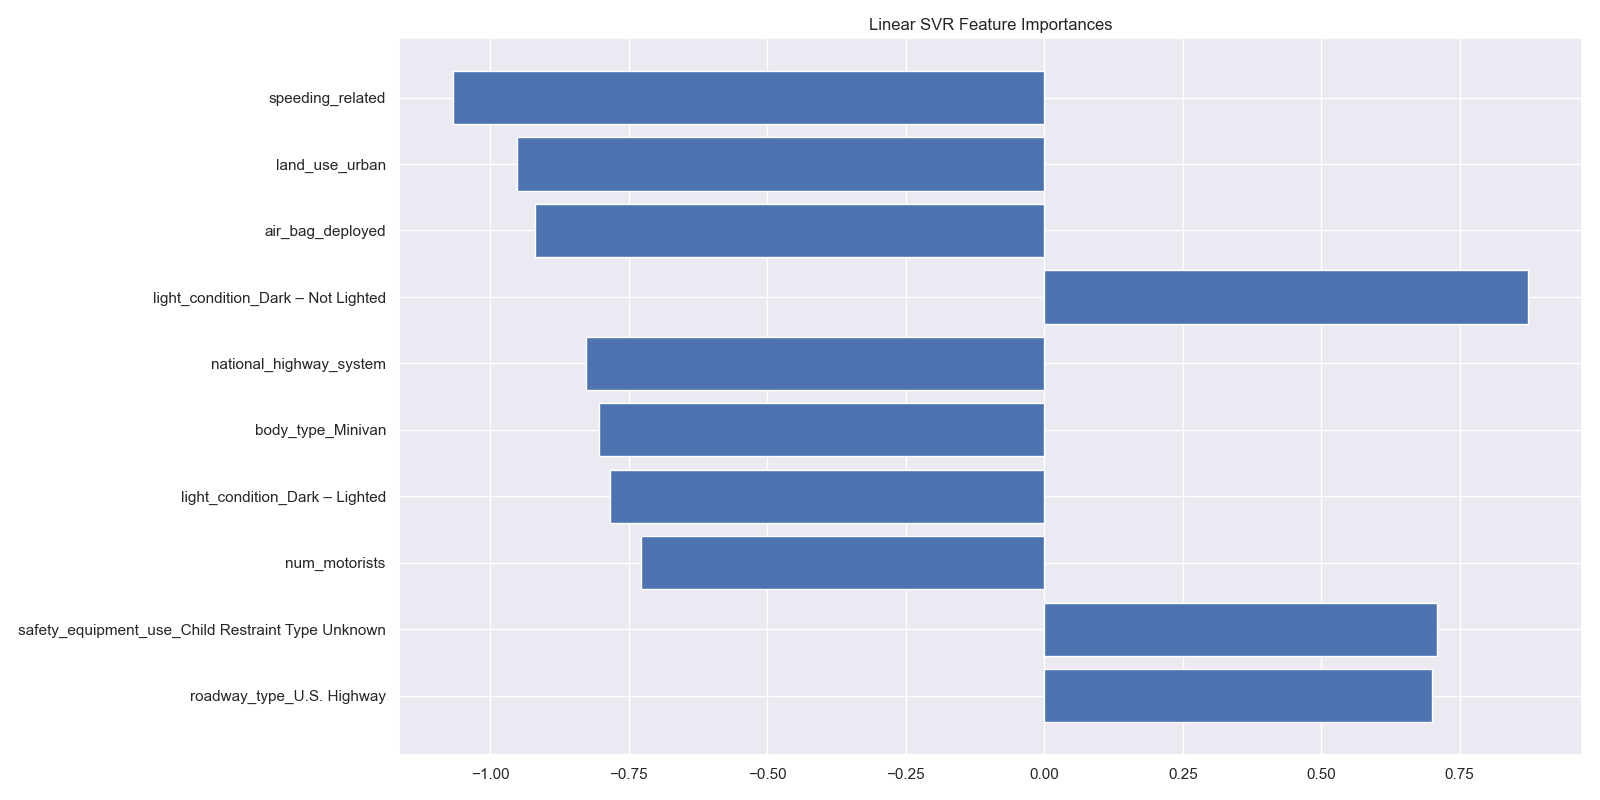 Linear SVR Feature Importances
speeding_related
land_use_urban
air_bag_deployed
light_condition_Dark – Not Lighted
national_highway_system
body_type_Minivan
light_condition_Dark – Lighted
num_motorists
safety_equipment_use_Child Restraint Type Unknown
roadway_type_U.S. Highway
−1.00 −0.75 −0.50 −0.25 0.00 0.25 0.50 0.75